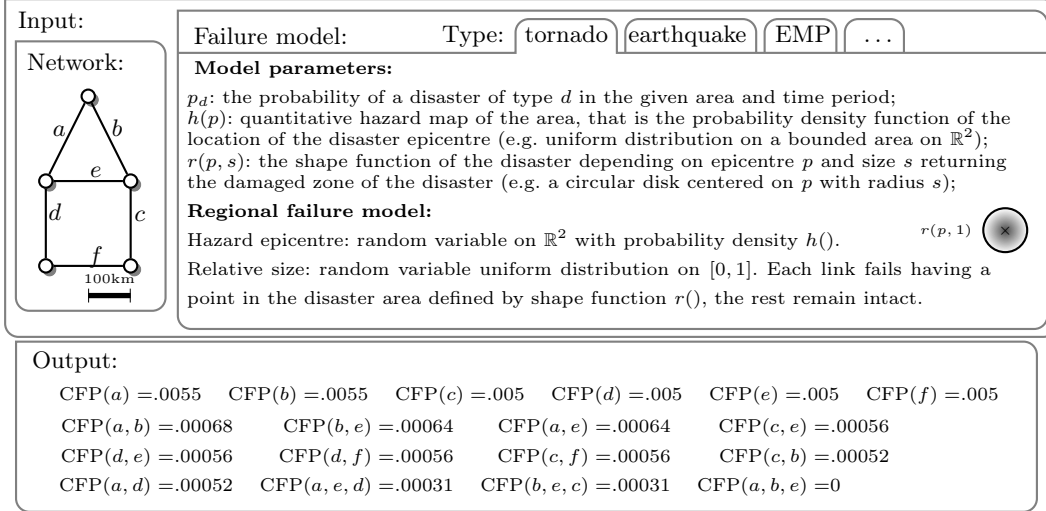 Input:
Network:
a
b
e
d
c
f
100km
Failure model:
Type: tornado earthquake EMP ...
Model parameters:
p_d: the probability of a disaster of type d in the given area and time period;
h(p): quantitative hazard map of the area, that is the probability density function of the
location of the disaster epicentre (e.g. uniform distribution on a bounded area on ℝ²);
r(p, s): the shape function of the disaster depending on epicentre p and size s returning
the damaged zone of the disaster (e.g. a circular disk centered on p with radius s);
Regional failure model:
Hazard epicentre: random variable on ℝ² with probability density h().
r(p, 1)
Relative size: random variable uniform distribution on [0, 1]. Each link fails having a
point in the disaster area defined by shape function r(), the rest remain intact.
Output:
CFP(a) =.0055 CFP(b) =.0055 CFP(c) =.005 CFP(d) =.005 CFP(e) =.005 CFP(f) =.005
CFP(a, b) =.00068 CFP(b, e) =.00064 CFP(a, e) =.00064 CFP(c, e) =.00056
CFP(d, e) =.00056 CFP(d, f) =.00056 CFP(c, f) =.00056 CFP(c, b) =.00052
CFP(a, d) =.00052 CFP(a, e, d) =.00031 CFP(b, e, c) =.00031 CFP(a, b, e) =0